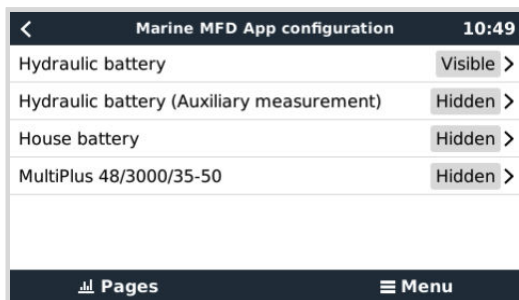 Marine MFD App configuration 10:49
Hydraulic battery Visible
Hydraulic battery (Auxiliary measurement) Hidden
House battery Hidden
MultiPlus 48/3000/35-50 Hidden
Pages Menu